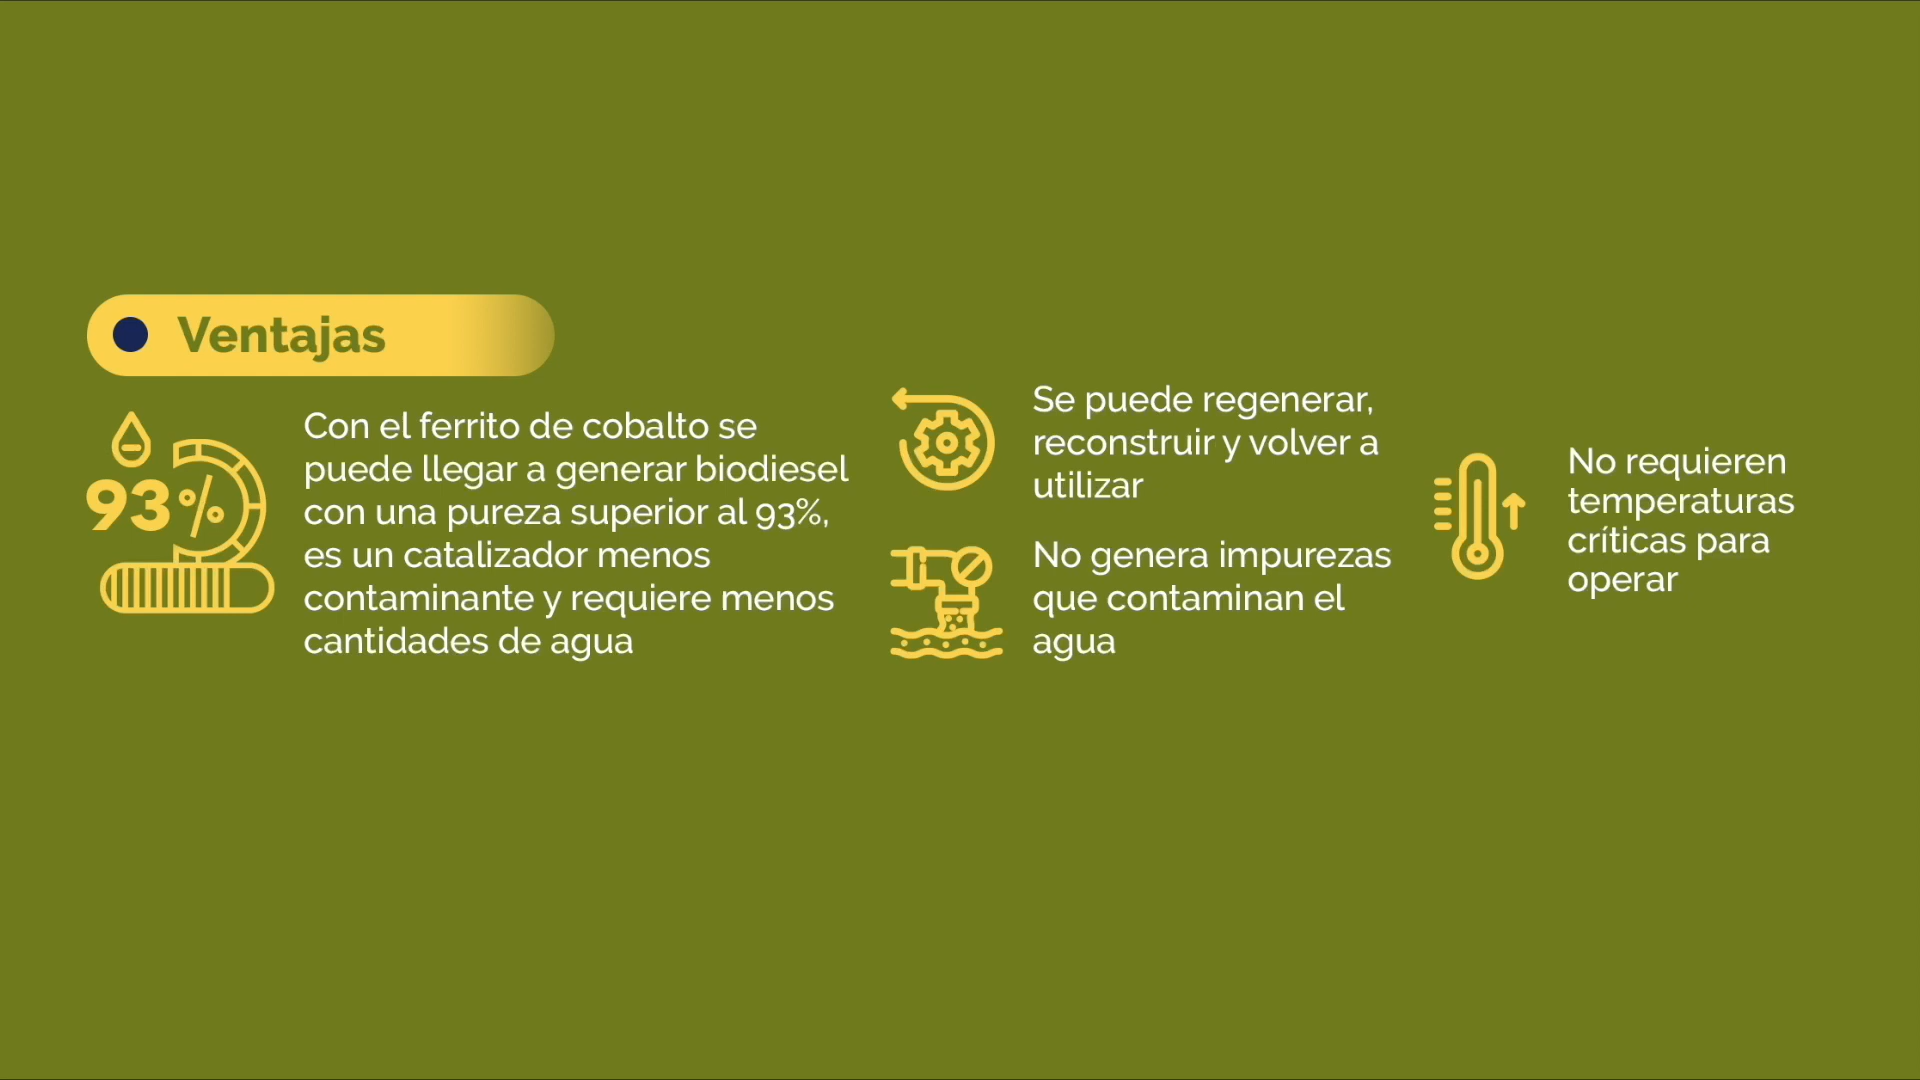 Ventajas
93%
Con el ferrito de cobalto se
puede llegar a generar biodiesel
con una pureza superior al 93%,
es un catalizador menos
contaminante y requiere menos
cantidades de agua
Se puede regenerar,
reconstruir y volver a
utilizar
No genera impurezas
que contaminan el
agua
No requieren
temperaturas
críticas para
operar